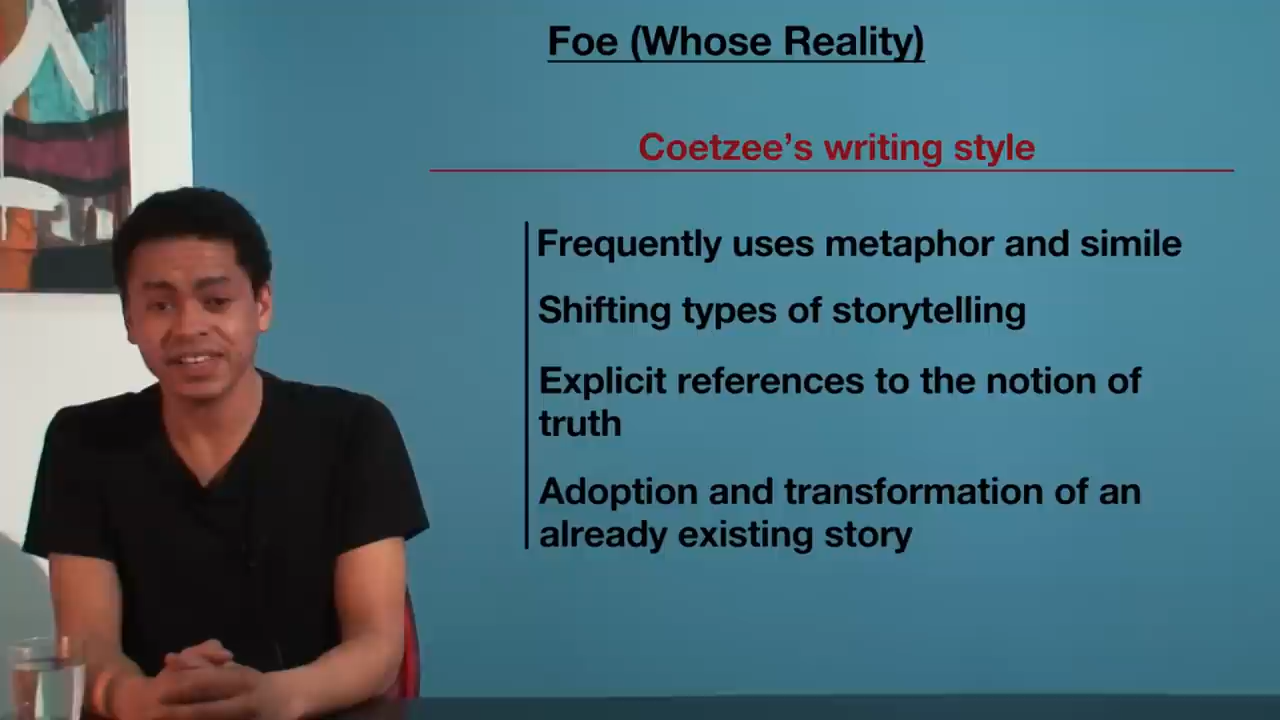 Foe (Whose Reality)
Coetzee’s writing style
Frequently uses metaphor and simile
Shifting types of storytelling
Explicit references to the notion of
truth
Adoption and transformation of an
already existing story